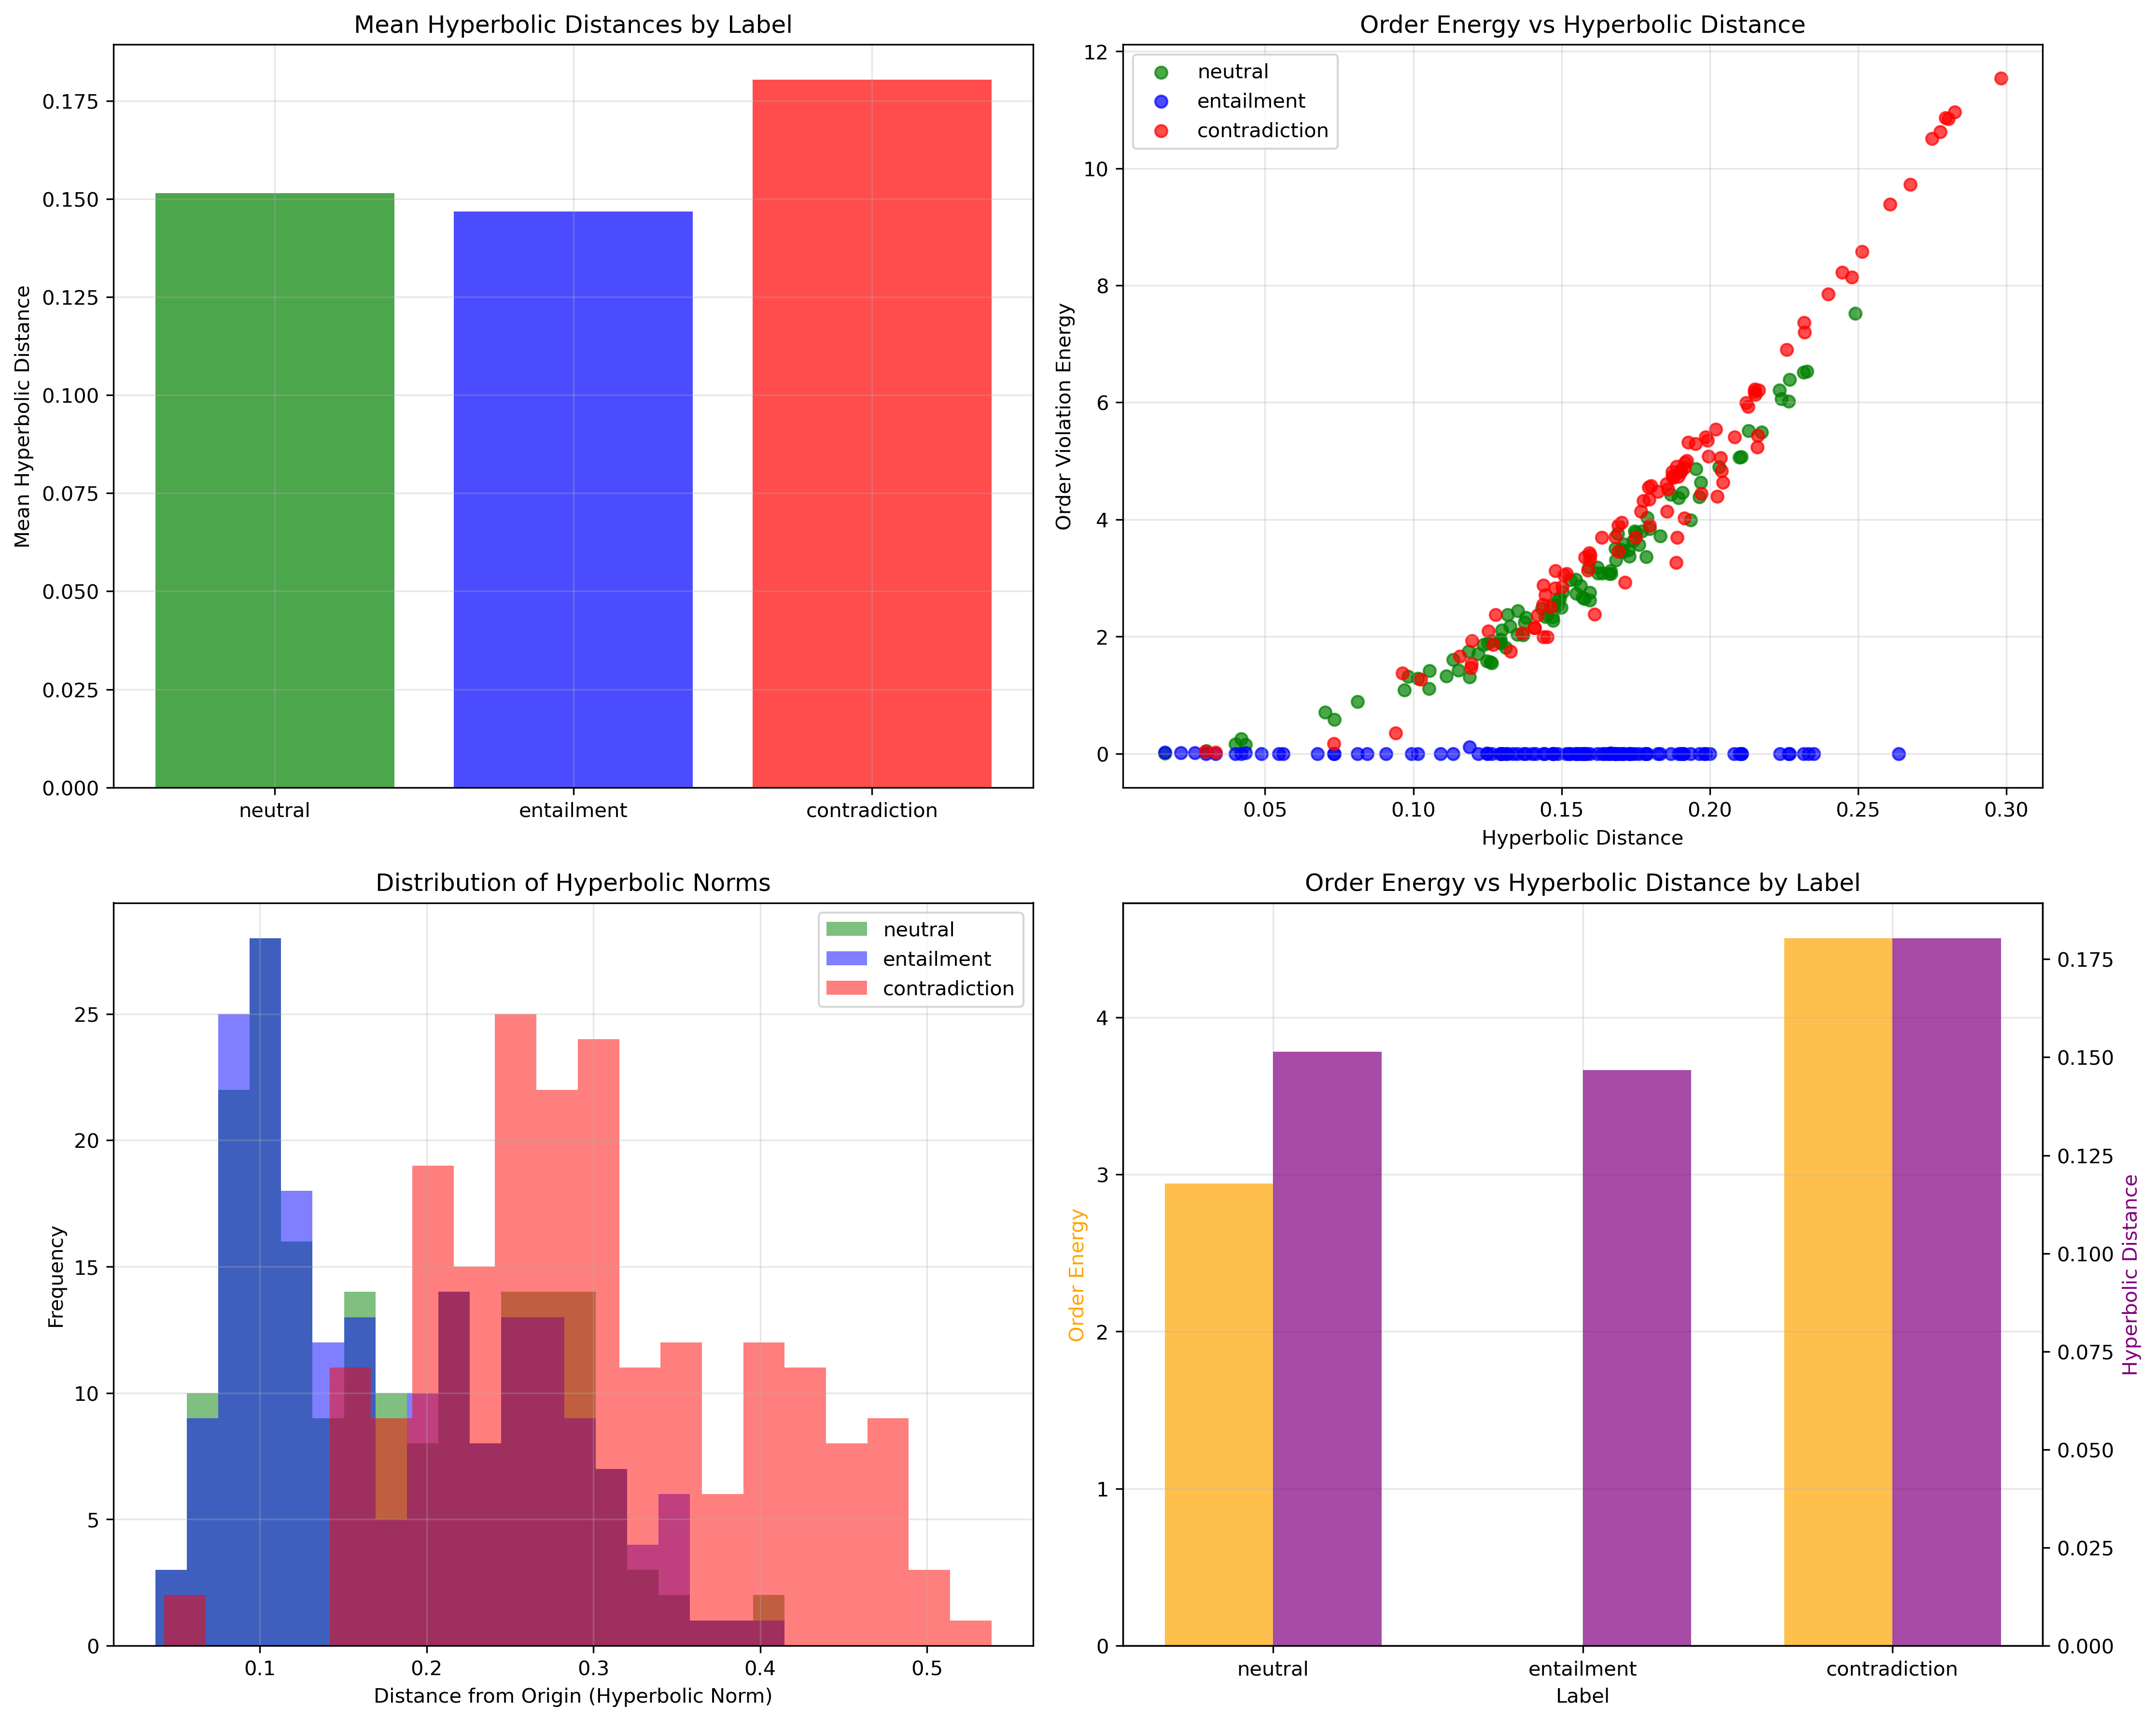 Mean Hyperbolic Distances by Label
Mean Hyperbolic Distance
0.175
0.150
0.125
0.100
0.075
0.050
0.025
0.000
neutral
entailment
contradiction
Order Energy vs Hyperbolic Distance
neutral
entailment
contradiction
Order Violation Energy
12
10
8
6
4
2
0
0.05
0.10
0.15
0.20
0.25
0.30
Hyperbolic Distance
Distribution of Hyperbolic Norms
neutral
entailment
contradiction
Frequency
25
20
15
10
5
0
0.1
0.2
0.3
0.4
0.5
Distance from Origin (Hyperbolic Norm)
Order Energy vs Hyperbolic Distance by Label
Order Energy
4
3
2
1
0
neutral
entailment
contradiction
Label
0.175
0.150
0.125
0.100
0.075
0.050
0.025
0.000
Hyperbolic Distance